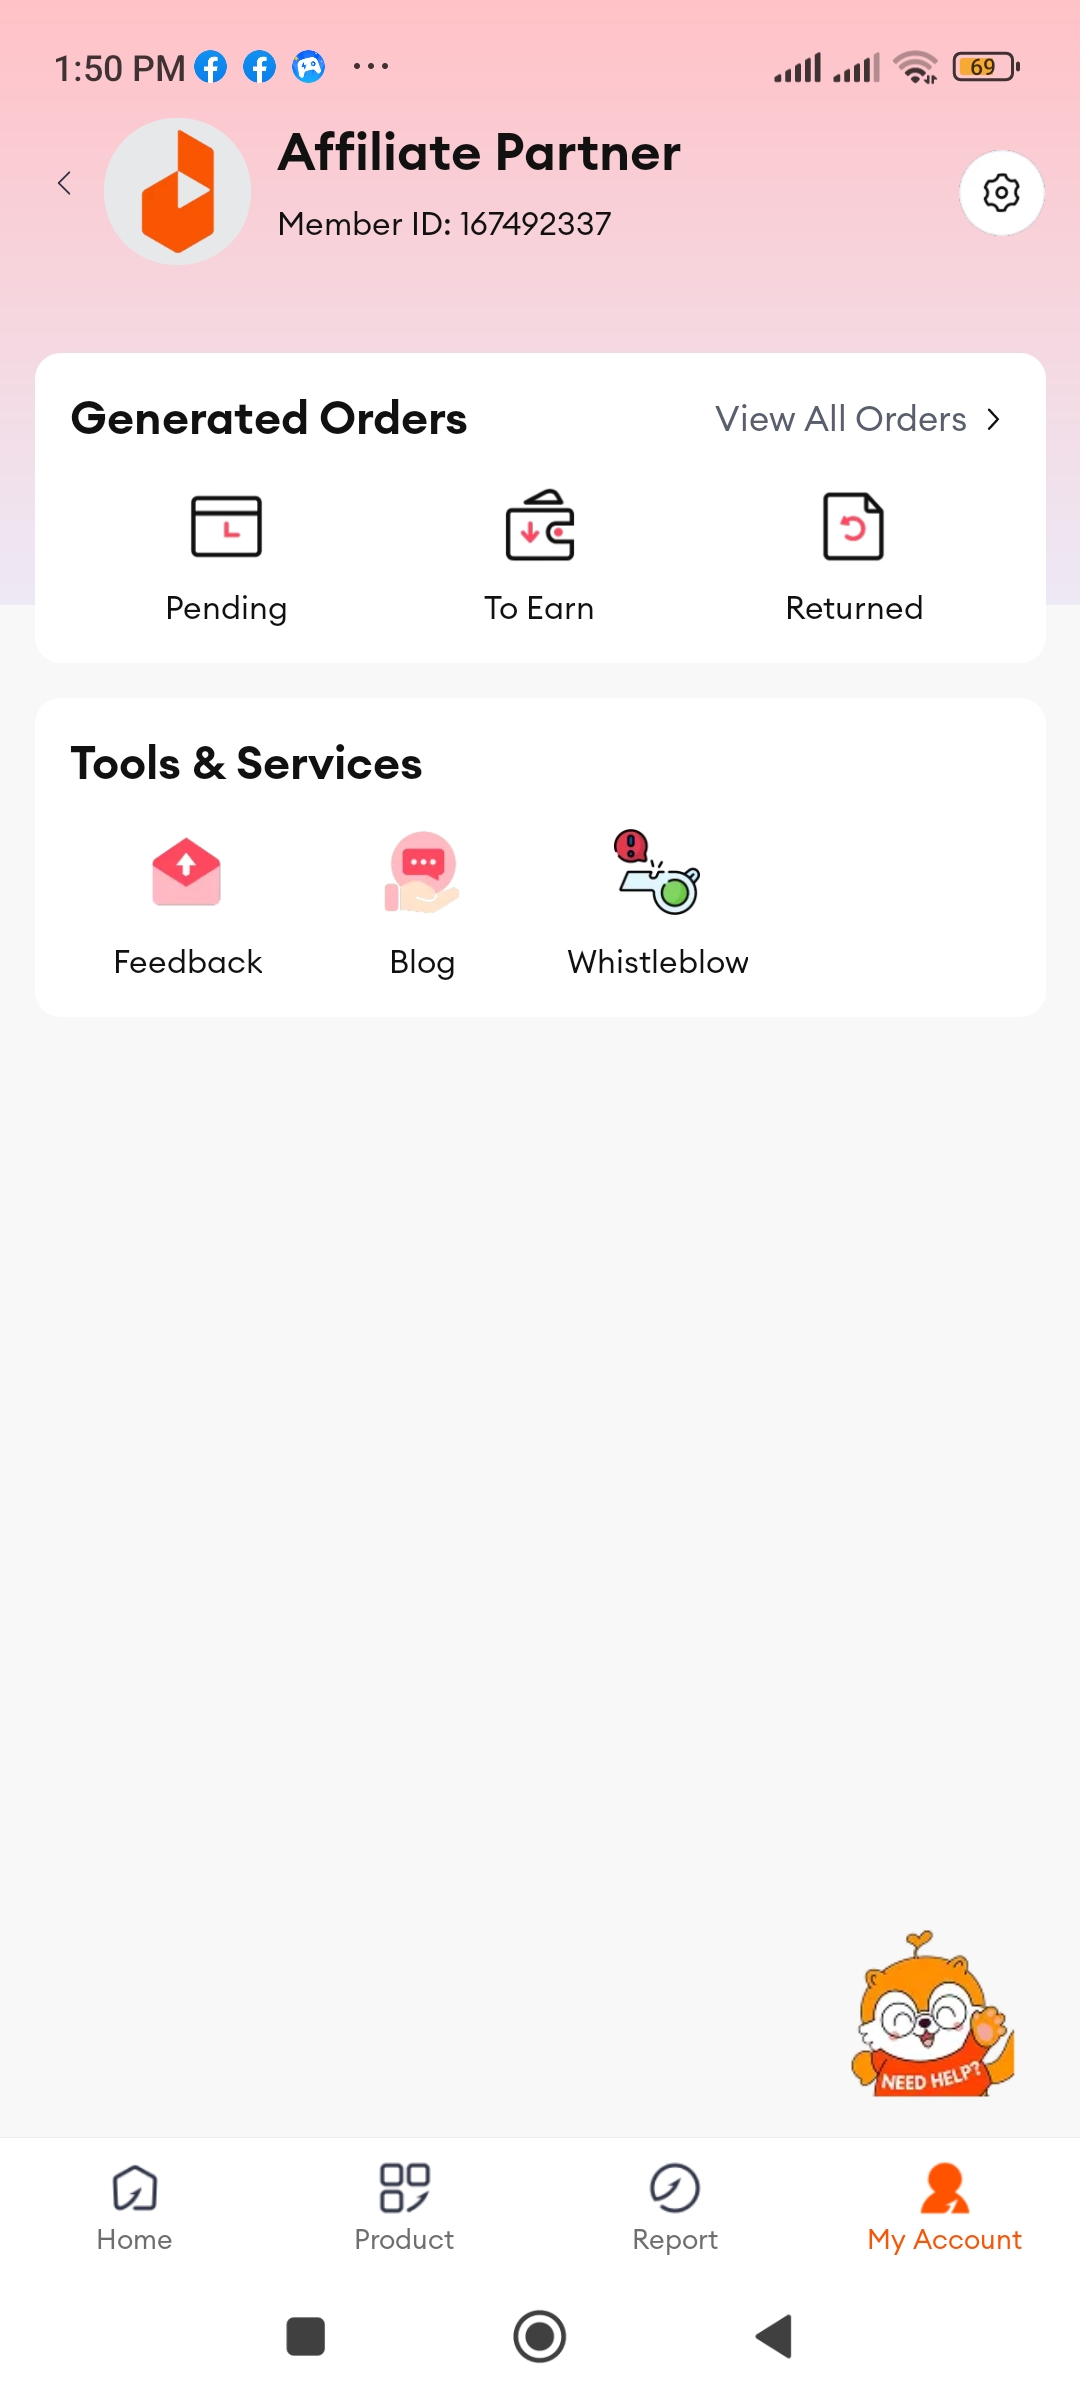 1:50 PM
69
Affiliate Partner
Member ID: 167492337
Generated Orders
View All Orders
Pending
To Earn
Returned
Tools & Services
Feedback
Blog
Whistleblow
NEED HELP?
Home
Product
Report
My Account